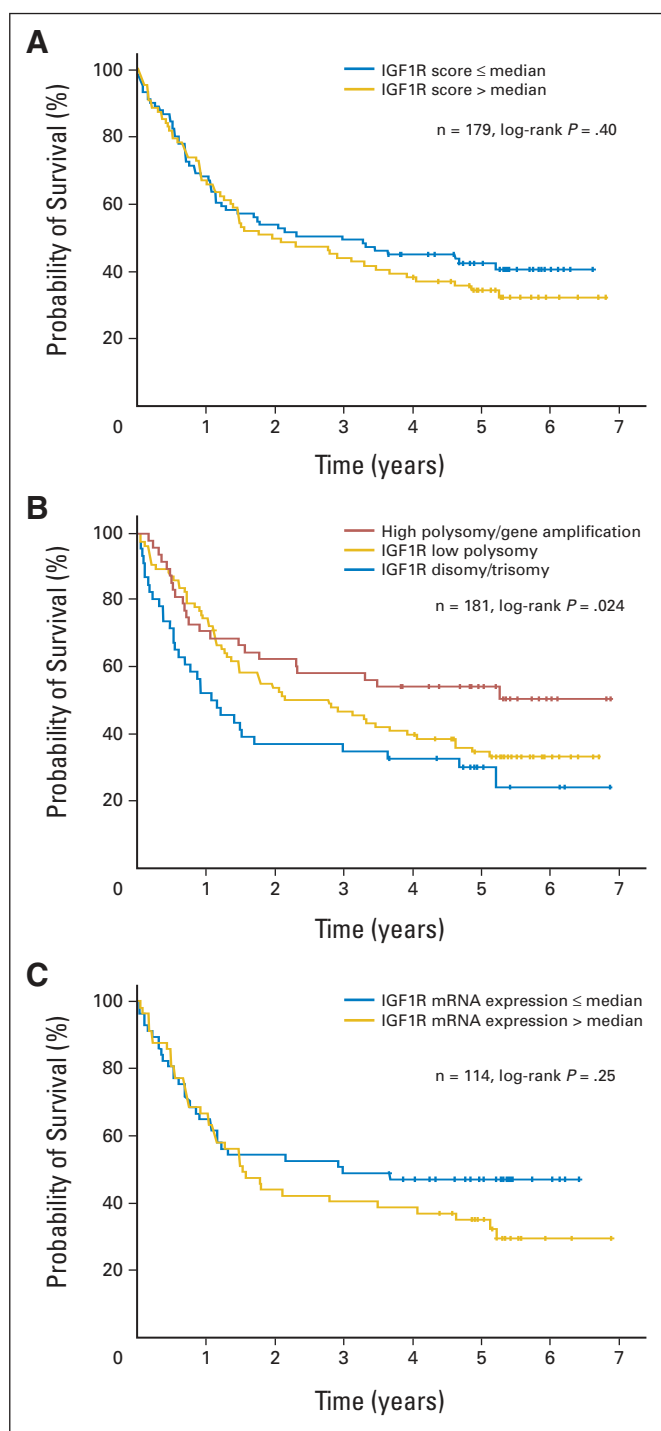 A
Probability of Survival (%)
100
80
60
40
20
0
1
2
3
4
5
6
7
Time (years)
IGF1R score ≤ median
IGF1R score > median
n = 179, log-rank P = .40
B
Probability of Survival (%)
100
80
60
40
20
0
1
2
3
4
5
6
7
Time (years)
High polysomy/gene amplification
IGF1R low polysomy
IGF1R disomy/trisomy
n = 181, log-rank P = .024
C
Probability of Survival (%)
100
80
60
40
20
0
1
2
3
4
5
6
7
Time (years)
IGF1R mRNA expression ≤ median
IGF1R mRNA expression > median
n = 114, log-rank P = .25